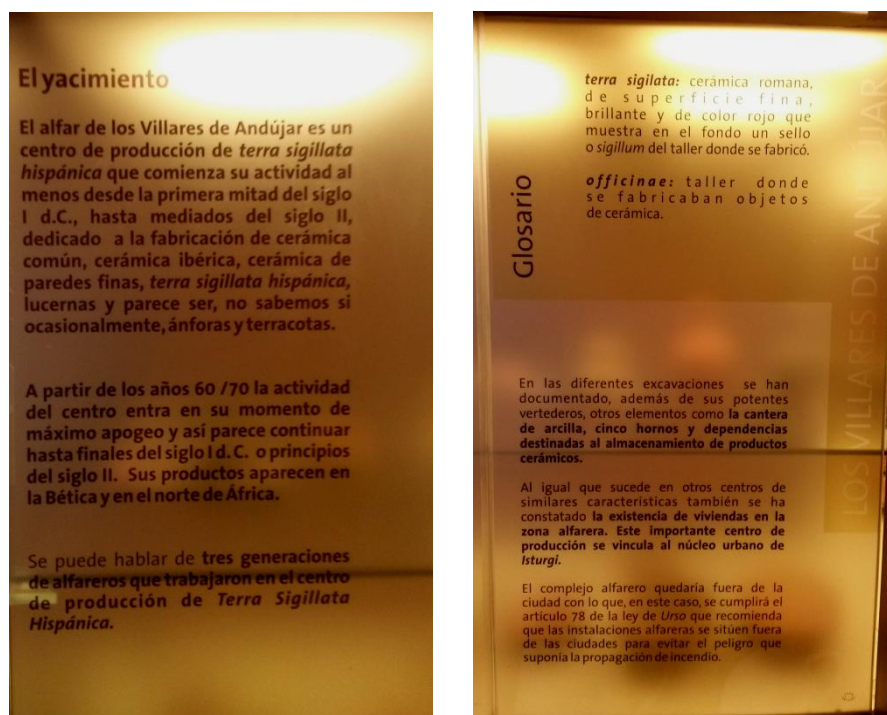 El yacimiento
El alfar de los Villares de Andújar es un
centro de producción de terra sigillata
hispánica que comienza su actividad al
menos desde la primera mitad del siglo
I d.C., hasta mediados del siglo II,
dedicado a la fabricación de cerámica
común, cerámica ibérica, cerámica de
paredes finas, terra sigillata hispánica,
lucernas y parece ser, no sabemos si
ocasionalmente, ánforas y terracotas.
A partir de los años 60 /70 la actividad
del centro entra en su momento de
máximo apogeo y así parece continuar
hasta finales del siglo I d. C. o principios
del siglo II. Sus productos aparecen en
la Bética y en el norte de África.
Se puede hablar de tres generaciones
de alfareros que trabajaron en el centro
de producción de Terra Sigillata
Hispánica.
Glosario
terra sigilata: cerámica romana,
de superficie fina,
brillante y de color rojo que
muestra en el fondo un sello
o sigillum del taller donde se fabricó.
officinae: taller donde
se fabricaban objetos
de cerámica.
LOS VILLARES DE ANDÚJAR
En las diferentes excavaciones se han
documentado, además de sus potentes
vertederos, otros elementos como la cantera
de arcilla, cinco hornos y dependencias
destinadas al almacenamiento de productos
cerámicos.
Al igual que sucede en otros centros de
similares características también se ha
constatado la existencia de viviendas en la
zona alfarera. Este importante centro de
producción se vincula al núcleo urbano de
Isturgi.
El complejo alfarero quedaría fuera de la
ciudad con lo que, en este caso, se cumplirá el
articulo 78 de la ley de Urso que recomienda
que las instalaciones alfareras se sitúen fuera
de las ciudades para evitar el peligro que
suponía la propagación de incendio.